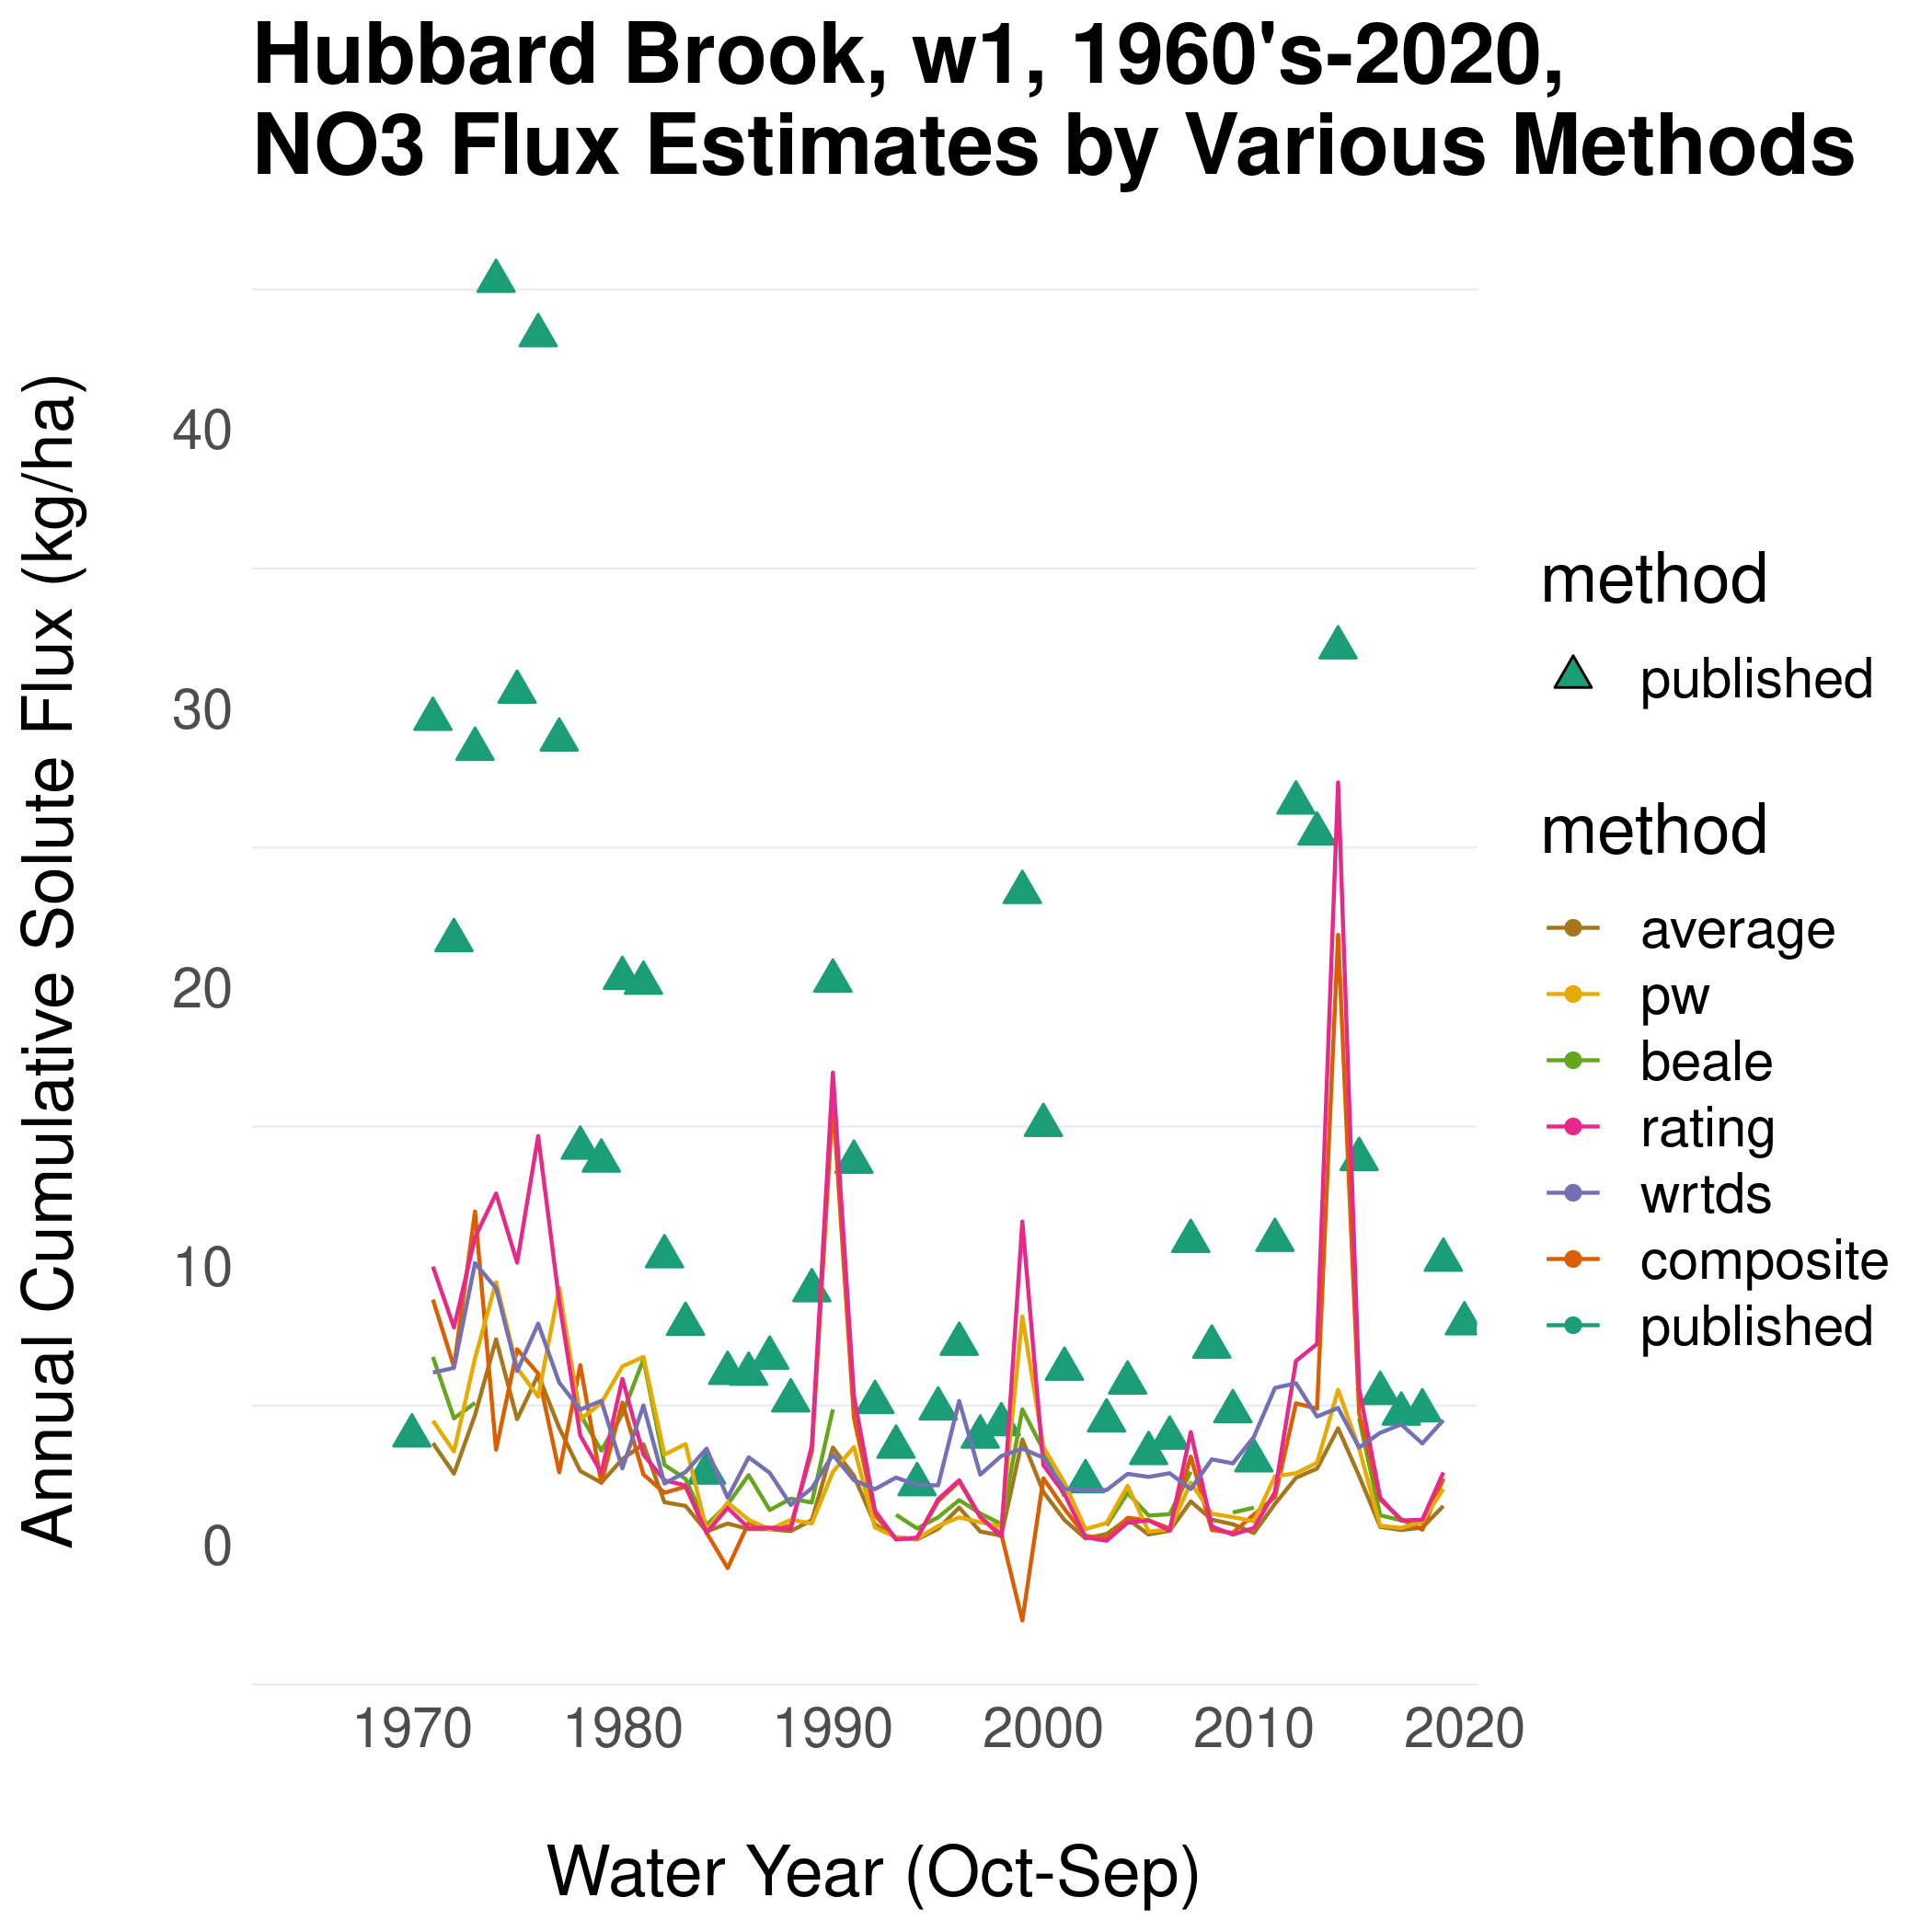 Hubbard Brook, w1, 1960's-2020,
NO3 Flux Estimates by Various Methods
Annual Cumulative Solute Flux (kg/ha)
40
30
20
10
0
1970 1980 1990 2000 2010 2020
Water Year (Oct-Sep)
method
published
method
average
pw
beale
rating
wrtds
composite
published